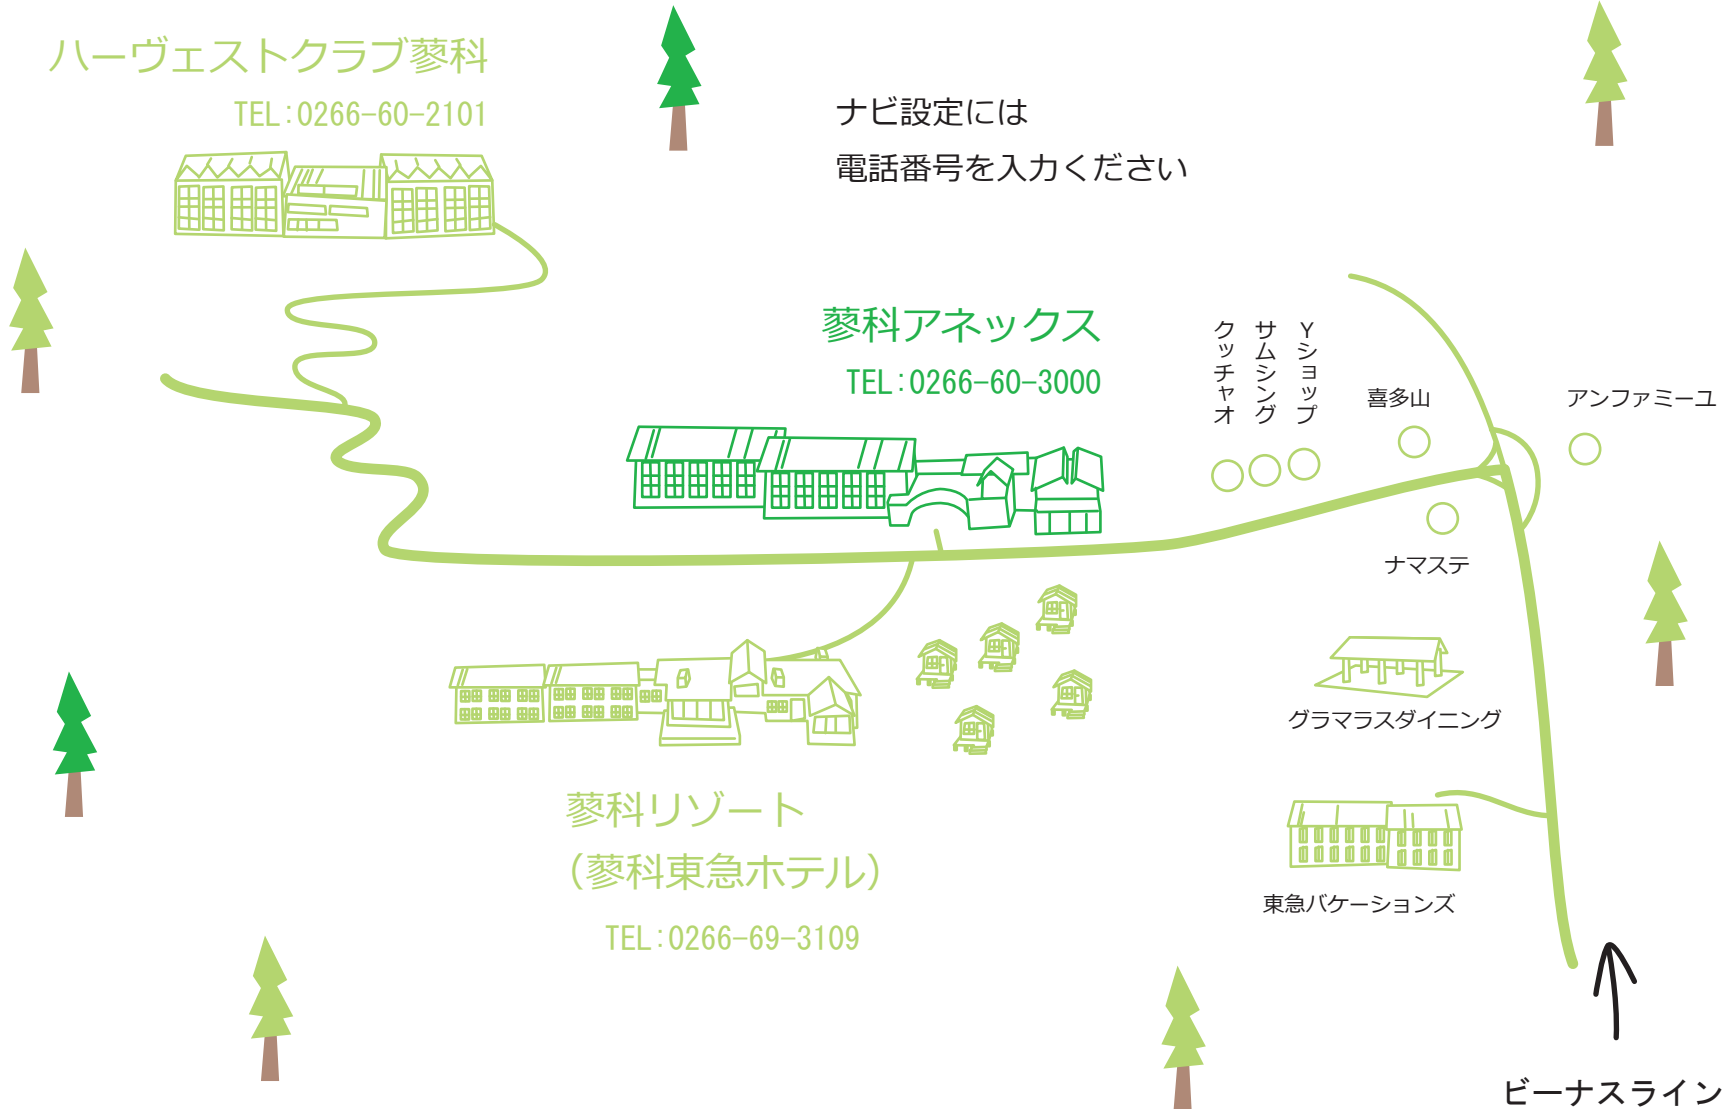 ハーヴェストクラブ蓼科
TEL:0266-60-2101
ナビ設定には
電話番号を入力ください
蓼科アネックス
TEL:0266-60-3000
クッチャオ
サムシング
Yショップ
喜多山
アンファミーユ
ナマステ
グラマラスダイニング
蓼科リゾート
(蓼科東急ホテル)
TEL:0266-69-3109
東急バケーションズ
ビーナスライン